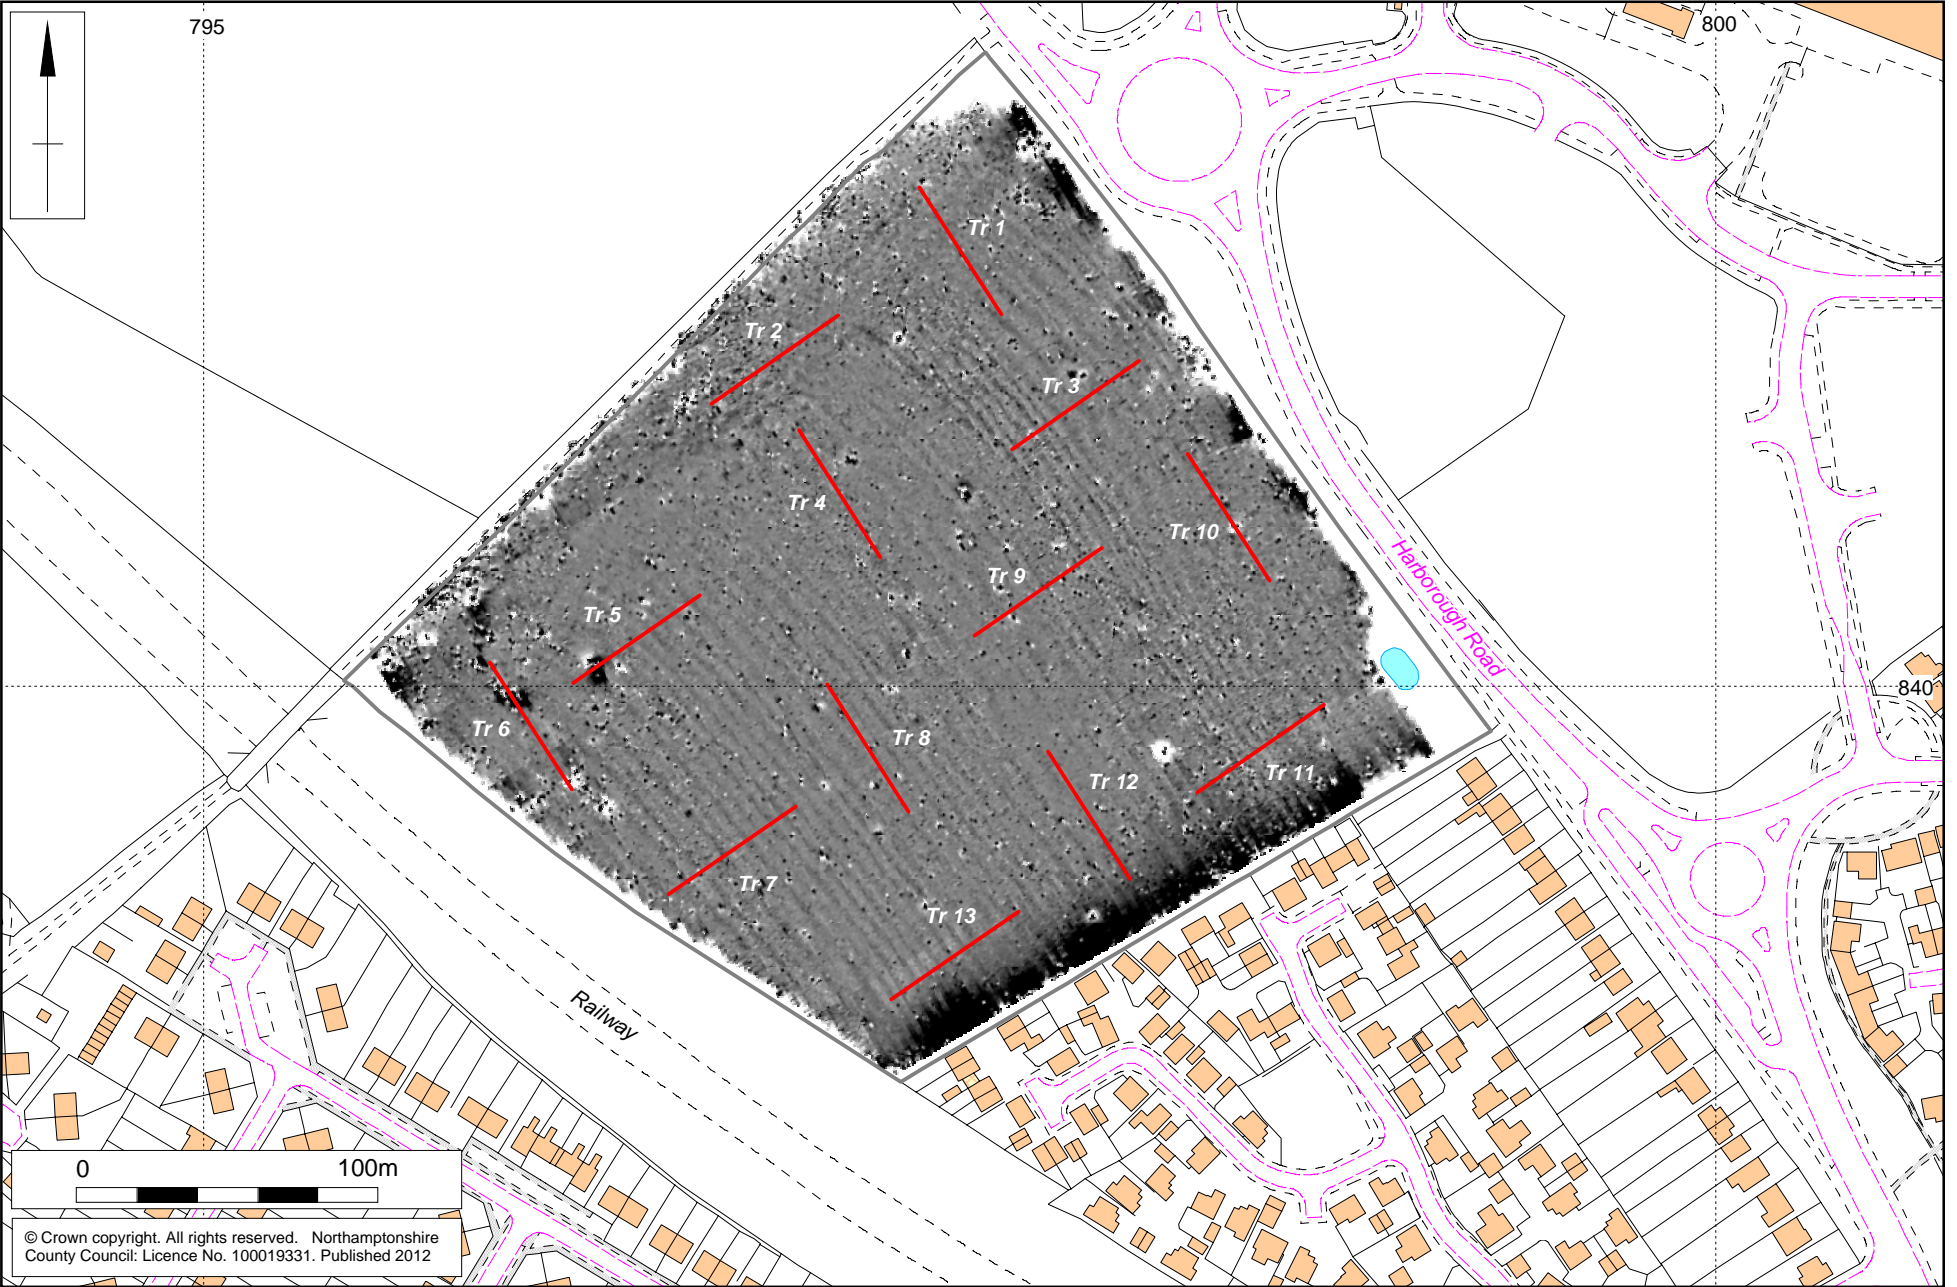 795
800
Tr 1
Tr 2
Tr 3
Tr 4
Tr 10
Harborough Road
Tr 9
Tr 5
840
Tr 6
Tr 8
Tr 12
Tr 11
Tr 7
Tr 13
Railway
0 100m
© Crown copyright. All rights reserved. Northamptonshire
County Council: Licence No. 100019331. Published 2012